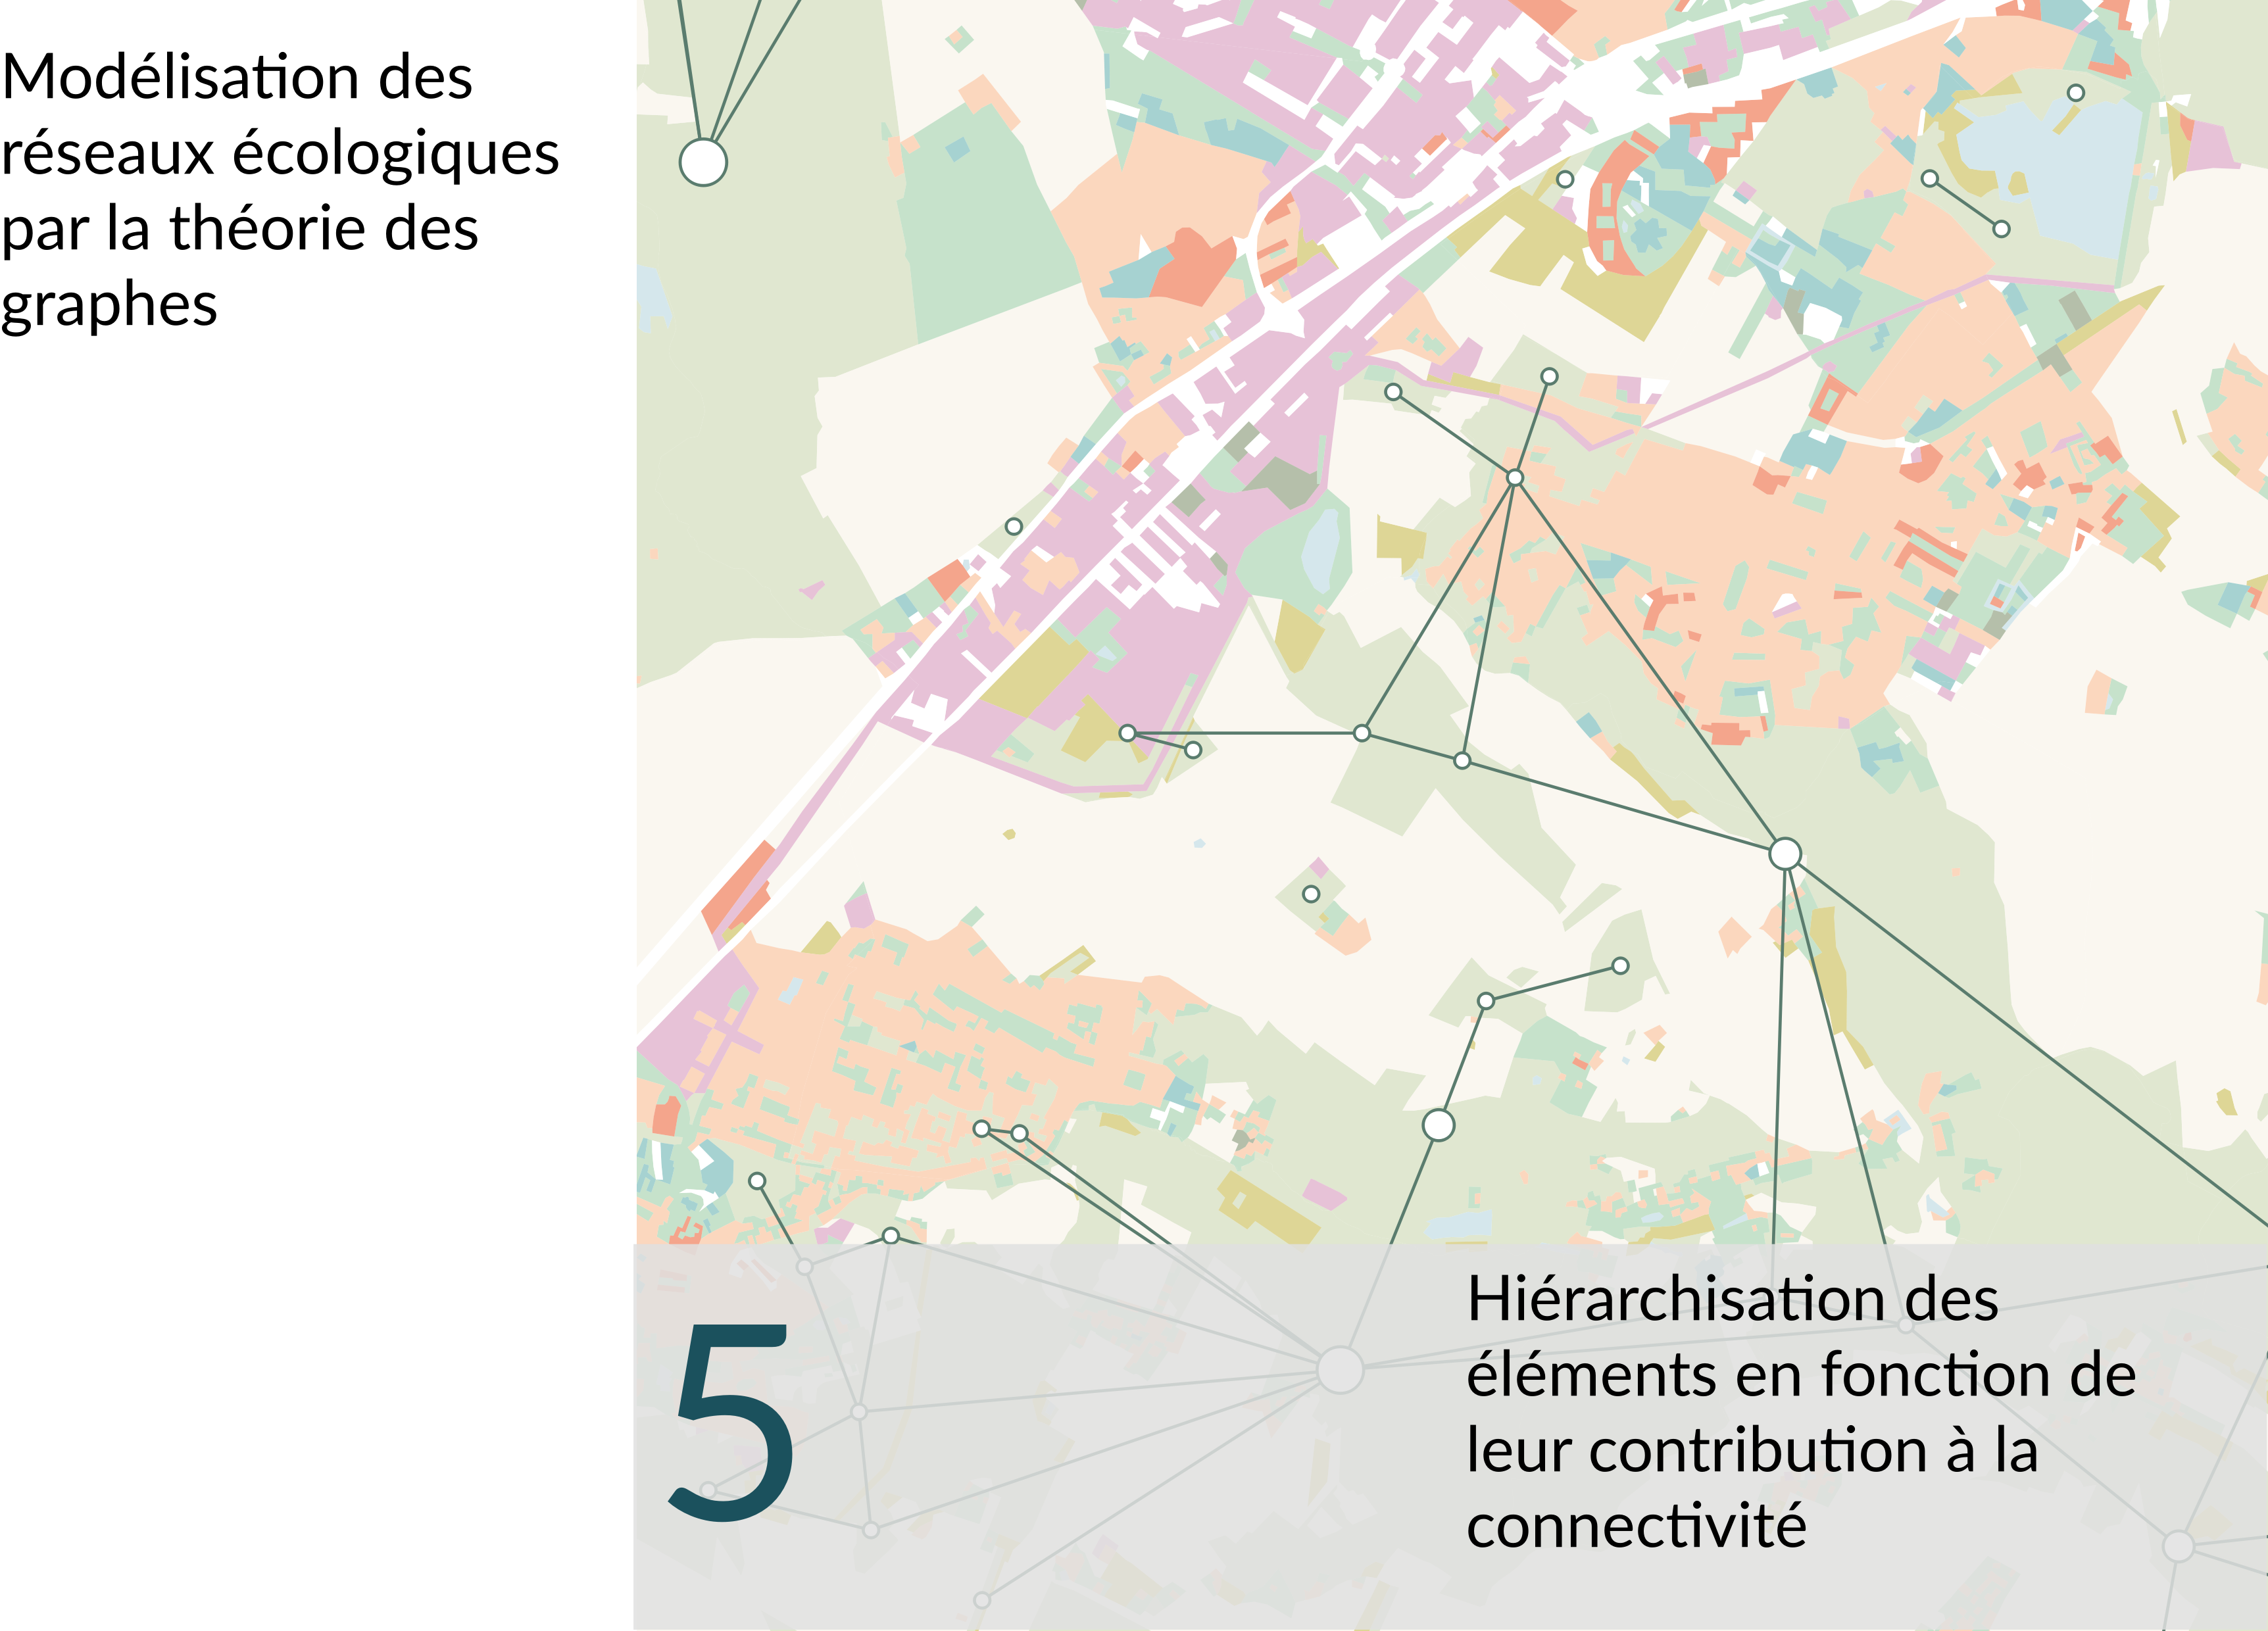 Modélisation des
réseaux écologiques
par la théorie des
graphes
5
Hiérarchisation des
éléments en fonction de
leur contribution à la
connectivité